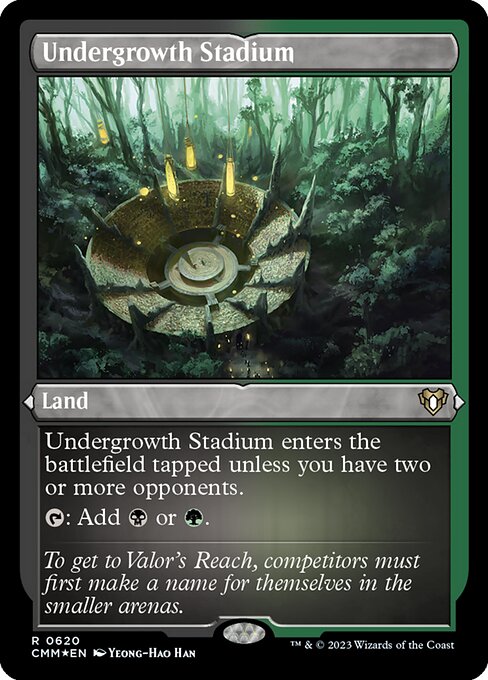 Undergrowth Stadium
Land
Undergrowth Stadium enters the
battlefield tapped unless you have two
or more opponents.
: Add or .
To get to Valor's Reach, competitors must
first make a name for themselves in the
smaller arenas.
R 0620
CMM★EN Yeong-Hao Han
™ & © 2023 Wizards of the Coast